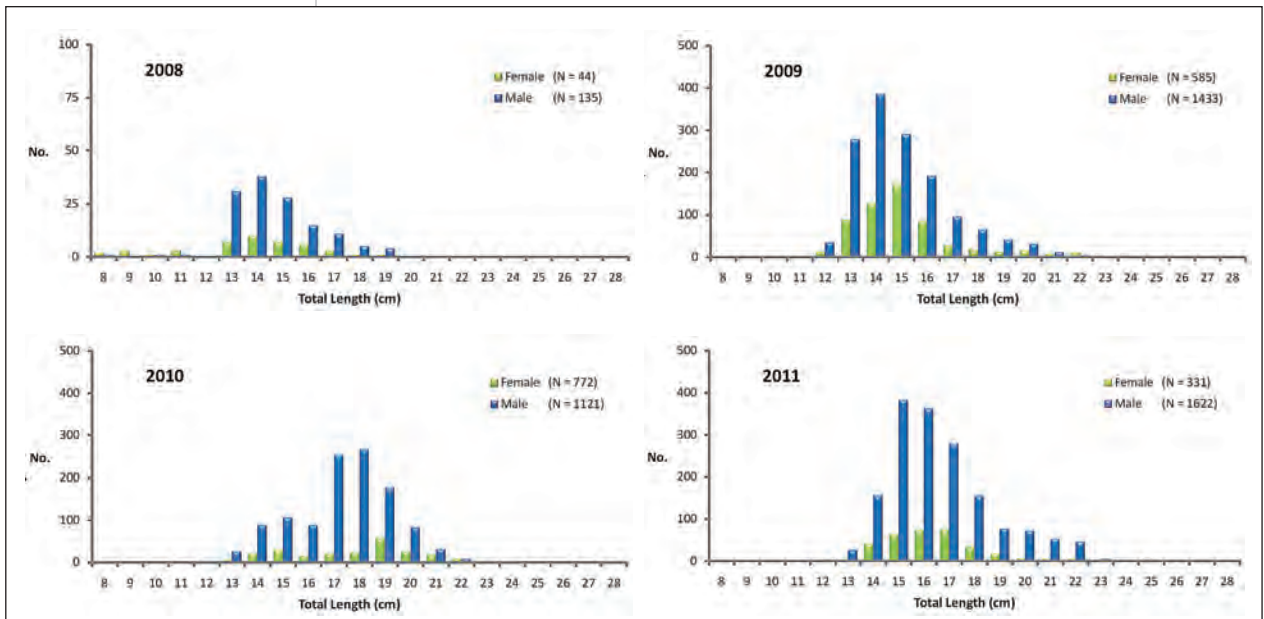 2008
100
75
50
25
0
No.
Female (N = 44)
Male (N = 135)
8 9 10 11 12 13 14 15 16 17 18 19 20 21 22 23 24 25 26 27 28
Total Length (cm)
2009
500
400
300
200
100
0
No.
Female (N = 585)
Male (N = 1433)
8 9 10 11 12 13 14 15 16 17 18 19 20 21 22 23 24 25 26 27 28
Total Length (cm)
2010
500
400
300
200
100
0
No.
Female (N = 772)
Male (N = 1121)
8 9 10 11 12 13 14 15 16 17 18 19 20 21 22 23 24 25 26 27 28
Total Length (cm)
2011
500
400
300
200
100
0
No.
Female (N = 331)
Male (N = 1622)
8 9 10 11 12 13 14 15 16 17 18 19 20 21 22 23 24 25 26 27 28
Total Length (cm)